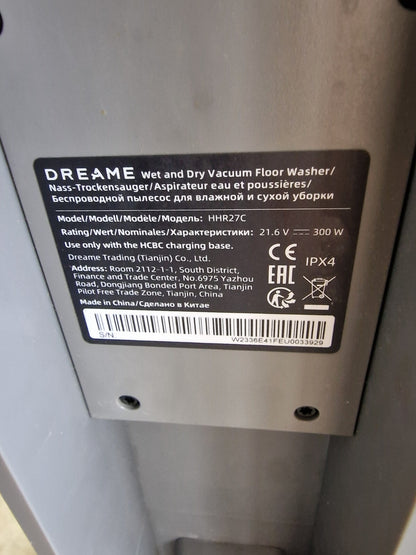 DREAME Wet and Dry Vacuum Floor Washer/
Nass-Trockensauger/Aspirateur eau et poussières/
Беспроводной пылесос для влажной и сухой уборки
Model/Modell/Modèle/Модель: HHR27C
Rating/Wert/Nominales/Характеристики: 21.6 V ⎓ 300 W
Use only with the HCBC charging base.
Dreame Trading (Tianjin) Co., Ltd.
Address: Room 2112-1-1, South District,
Finance and Trade Center, No.6975 Yazhou
Road, Dongjiang Bonded Port Area, Tianjin
Pilot Free Trade Zone, Tianjin, China
Made in China/Сделано в Китае
CE
EAC IPX4
S/N:
W2336E41FEU0033929